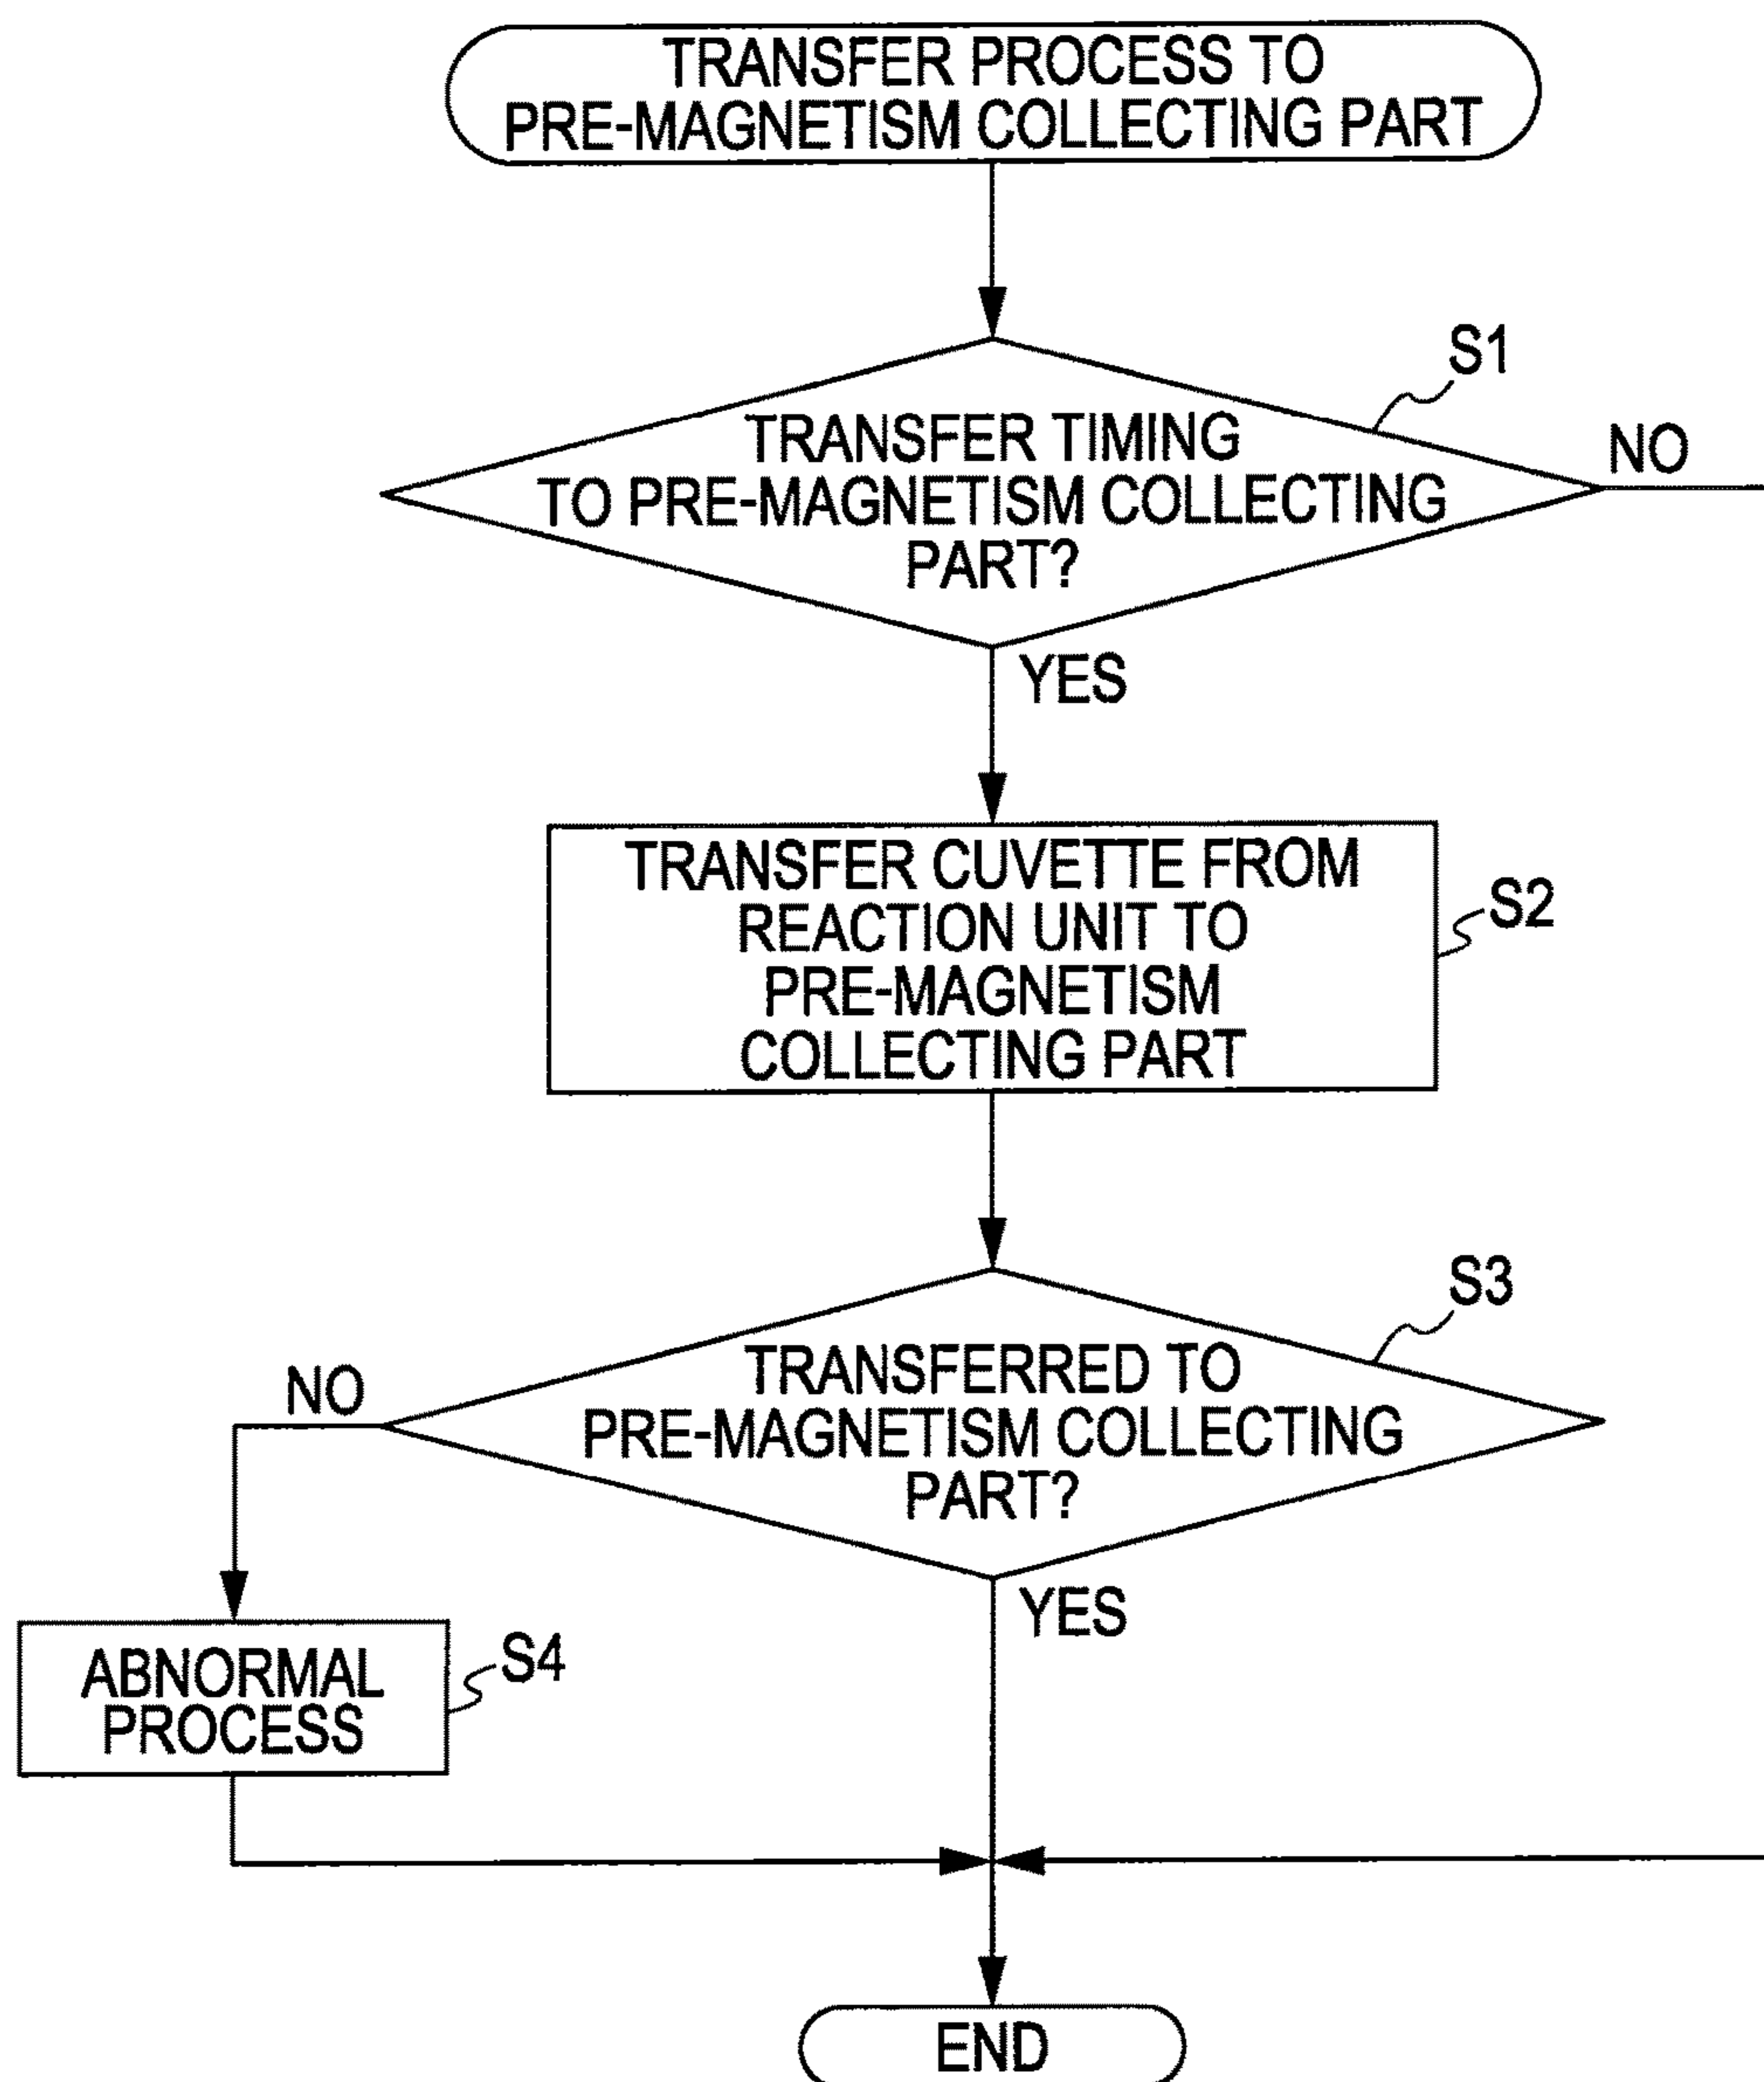 TRANSFER PROCESS TO
PRE-MAGNETISM COLLECTING PART
S1
TRANSFER TIMING
TO PRE-MAGNETISM COLLECTING
PART?
NO
YES
TRANSFER CUVETTE FROM
REACTION UNIT TO
PRE-MAGNETISM
COLLECTING PART
S2
S3
TRANSFERRED TO
PRE-MAGNETISM COLLECTING
PART?
NO
YES
ABNORMAL
PROCESS
S4
END